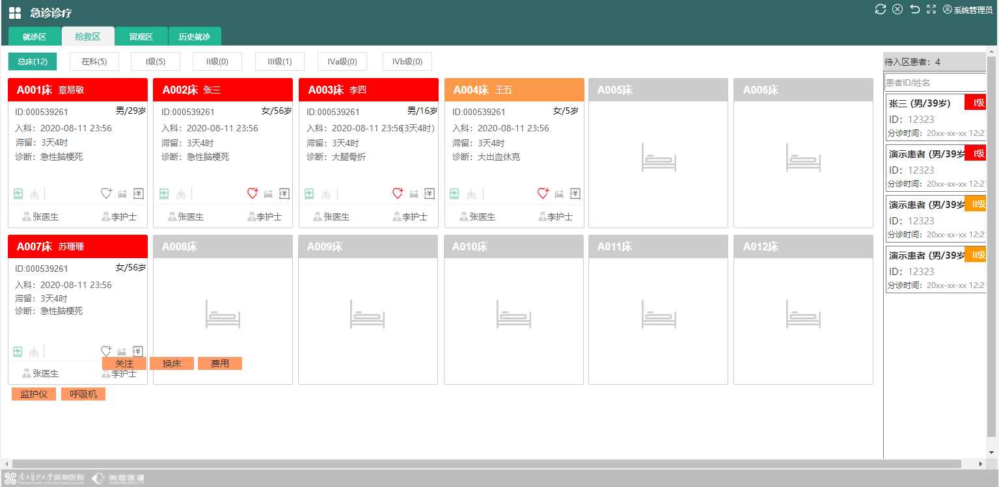 急诊诊疗
系统管理员
就诊区 抢救区 留观区 历史就诊
总床(12) 在科(5) I级(5) II级(0) III级(1) IVa级(0) IVb级(0)
待入区患者：4
患者ID/姓名
A001床 章易敬
ID:000539261 男/29岁
入科：2020-08-11 23:56
滞留：3天4时
诊断：急性脑梗死
张医生 李护士
A002床 张三
ID:000539261 女/56岁
入科：2020-08-11 23:56
滞留：3天4时
诊断：急性脑梗死
张医生 李护士
A003床 李四
ID:000539261 男/16岁
入科：2020-08-11 23:56(3天4时)
滞留：3天4时
诊断：大腿骨折
张医生 李护士
A004床 王五
ID:000539261 女/5岁
入科：2020-08-11 23:56
滞留：3天4时
诊断：大出血休克
张医生 李护士
A005床
A006床
A007床 苏珊珊
ID:000539261 女/56岁
入科：2020-08-11 23:56
滞留：3天4时
诊断：急性脑梗死
关注 换床 费用
张医生 李护士
监护仪 呼吸机
A008床
A009床
A010床
A011床
A012床
张三 (男/39岁) I级
ID：12323
分诊时间：20xx-xx-xx 12:2
演示患者 (男/39岁 I级
ID：12323
分诊时间：20xx-xx-xx 12:2
演示患者 (男/39岁 II级
ID：12323
分诊时间：20xx-xx-xx 12:2
演示患者 (男/39岁 II级
ID：12323
分诊时间：20xx-xx-xx 12:2
南方医科大学深圳医院